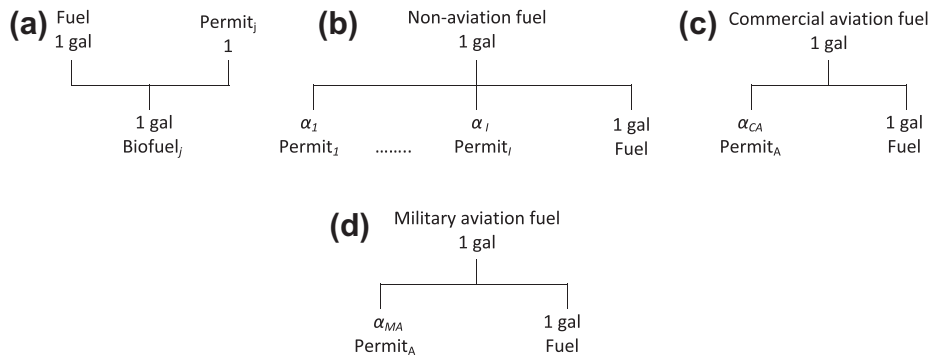 (a)
Fuel
1 gal
Permitj
1
1 gal
Biofuelj
(b)
Non-aviation fuel
1 gal
α1
Permit1
........
αI
PermitI
1 gal
Fuel
(c)
Commercial aviation fuel
1 gal
αCA
PermitA
1 gal
Fuel
(d)
Military aviation fuel
1 gal
αMA
PermitA
1 gal
Fuel